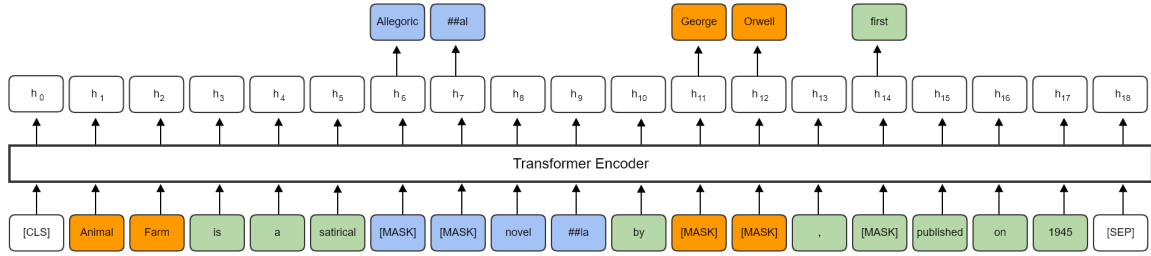 Allegoric ##al George Orwell first
h0 h1 h2 h3 h4 h5 h6 h7 h8 h9 h10 h11 h12 h13 h14 h15 h16 h17 h18
Transformer Encoder
[CLS] Animal Farm is a satirical [MASK] [MASK] novel ##la by [MASK] [MASK] , [MASK] published on 1945 [SEP]